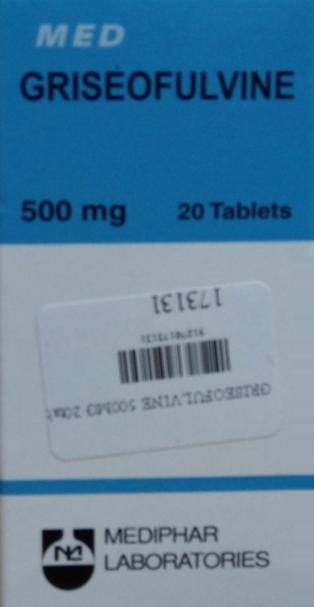 MED
GRISEOFULVINE
500 mg
20 Tablets
173131
GRISEOFULVINE 500MG 20tab
MEDIPHAR
LABORATORIES